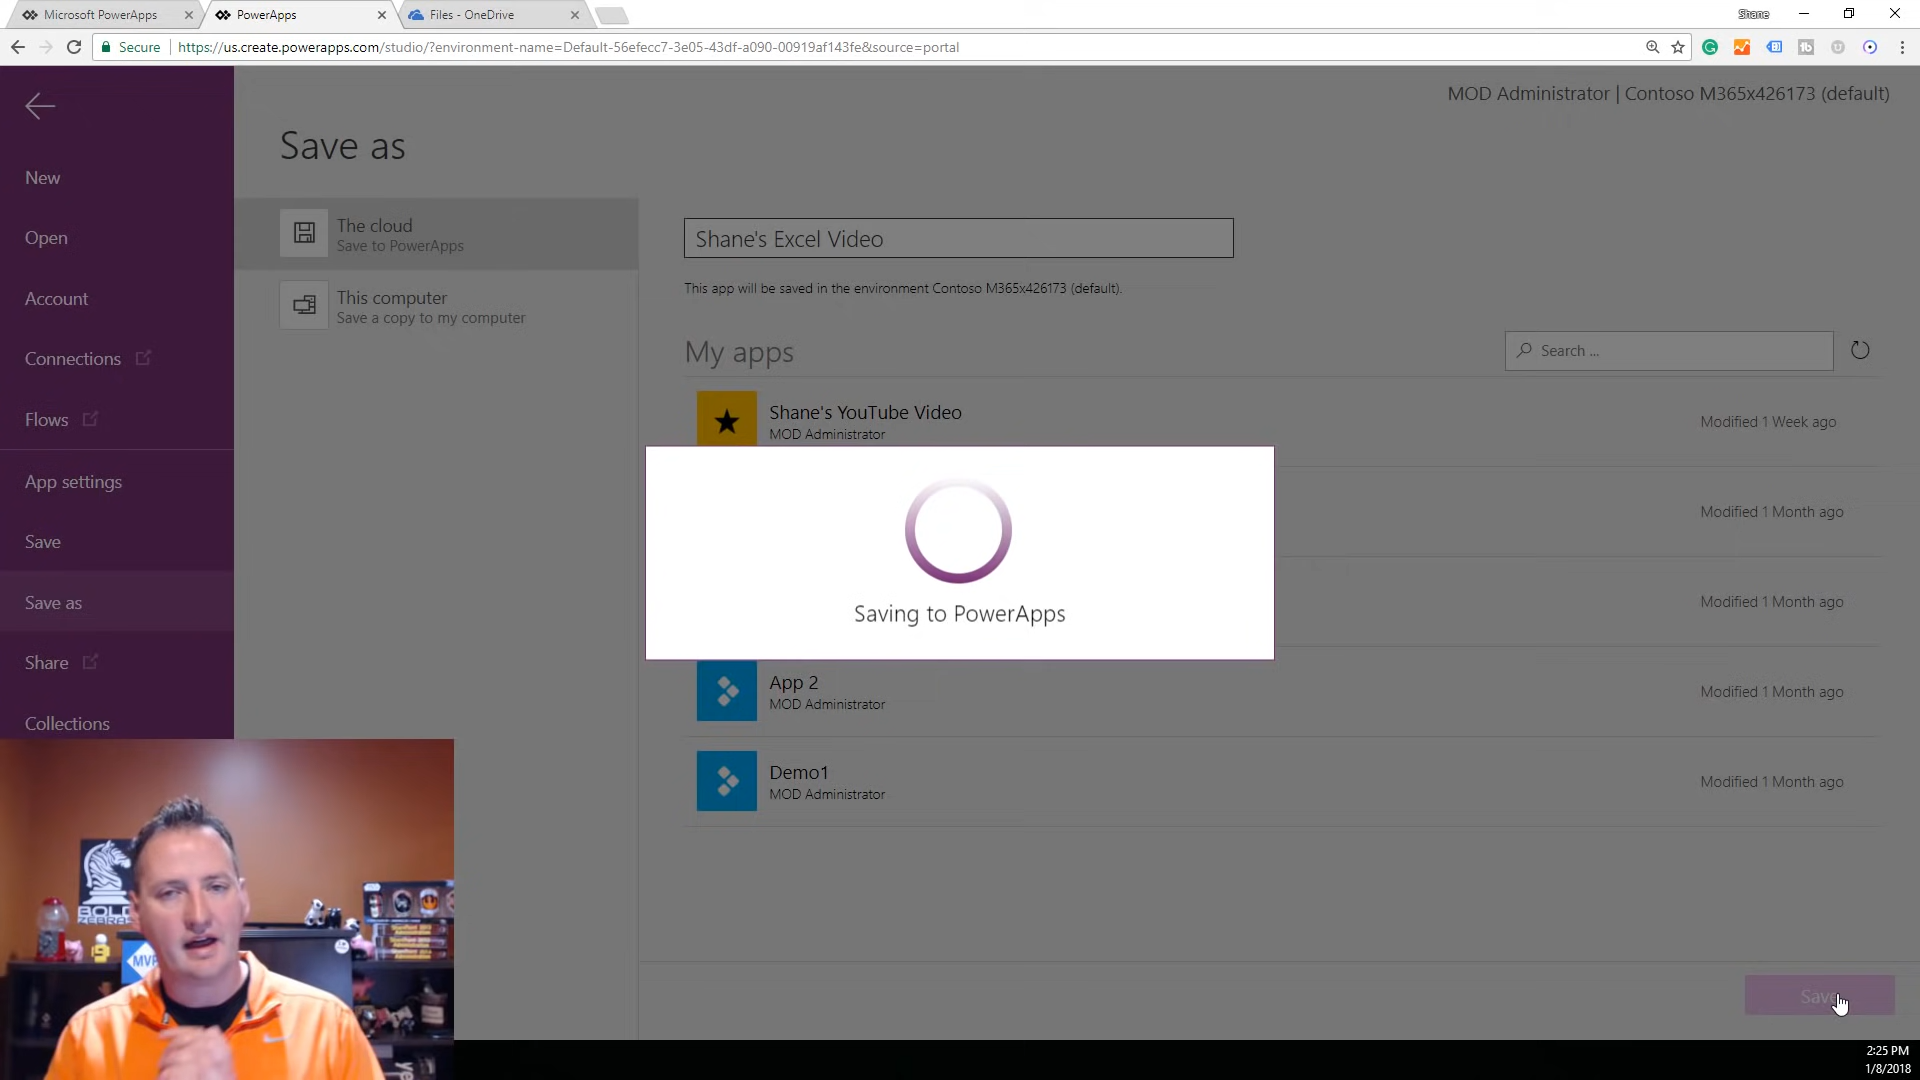 Microsoft PowerApps
PowerApps
Files - OneDrive
Shane
Secure
https://us.create.powerapps.com/studio/?environment-name=Default-56efecc7-3e05-43df-a090-00919af143fe&source=portal
MOD Administrator | Contoso M365x426173 (default)
Save as
New
Open
Account
Connections
Flows
App settings
Save
Save as
Share
Collections
The cloud
Save to PowerApps
This computer
Save a copy to my computer
Shane's Excel Video
This app will be saved in the environment Contoso M365x426173 (default).
My apps
Search ...
Shane's YouTube Video
MOD Administrator
Modified 1 Week ago
Modified 1 Month ago
Modified 1 Month ago
Saving to PowerApps
App 2
MOD Administrator
Modified 1 Month ago
Demo1
MOD Administrator
Modified 1 Month ago
Save
BOLD
ZEBRAS
MVP
2:25 PM
1/8/2018